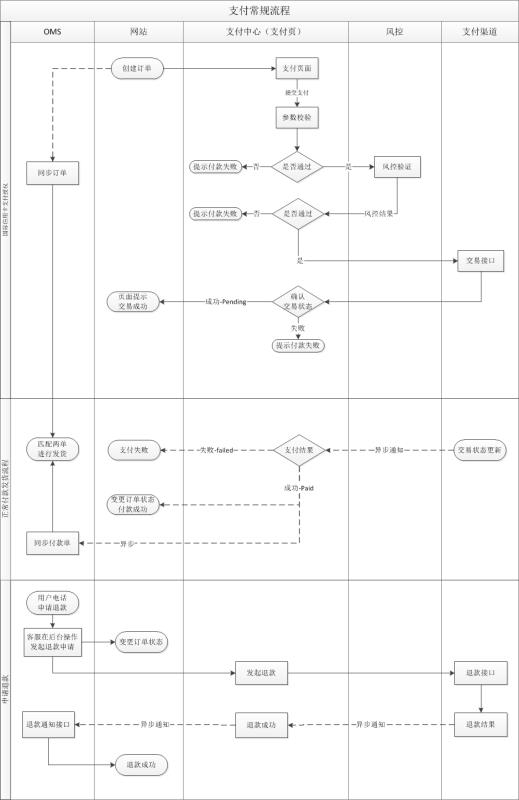 支付常规流程
OMS
网站
支付中心（支付页）
风控
支付渠道
国际信用卡支付授权
创建订单
支付页面
提交支付
参数校验
同步订单
提示付款失败
否
是否通过
是
风控验证
提示付款失败
否
是否通过
风控结果
是
交易接口
页面提示
交易成功
成功-Pending
确认
交易状态
失败
提示付款失败
正常付款发货流程
匹配两单
进行发货
支付失败
失败-failed
支付结果
异步通知
交易状态更新
成功-Paid
变更订单状态
付款成功
同步付款单
异步
申请退款
用户电话
申请退款
客服在后台操作
发起退款申请
变更订单状态
发起退款
退款接口
退款通知接口
异步通知
退款成功
异步通知
退款结果
退款成功